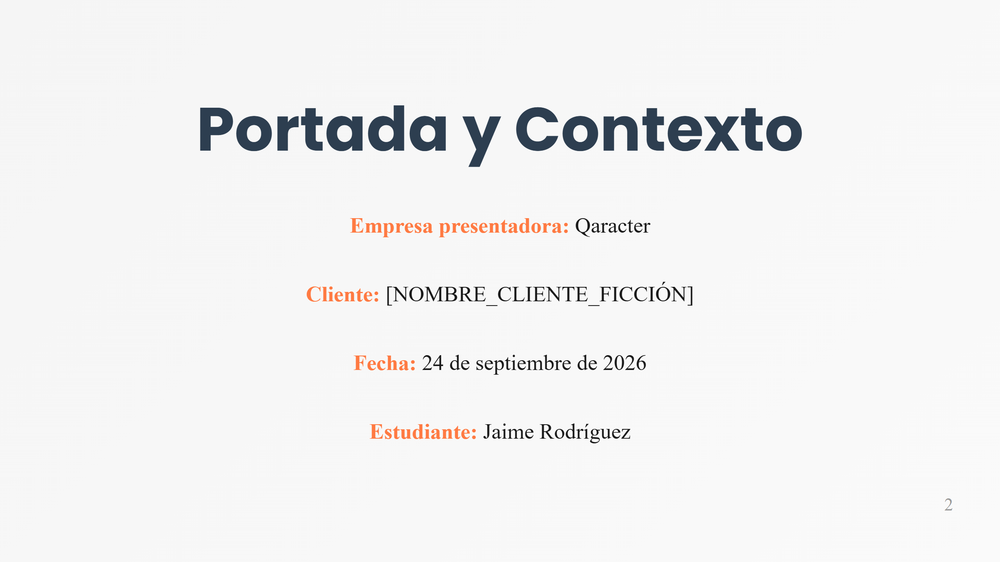 Portada y Contexto
Empresa presentadora: Qaracter
Cliente: [NOMBRE_CLIENTE_FICCIÓN]
Fecha: 24 de septiembre de 2026
Estudiante: Jaime Rodríguez
2